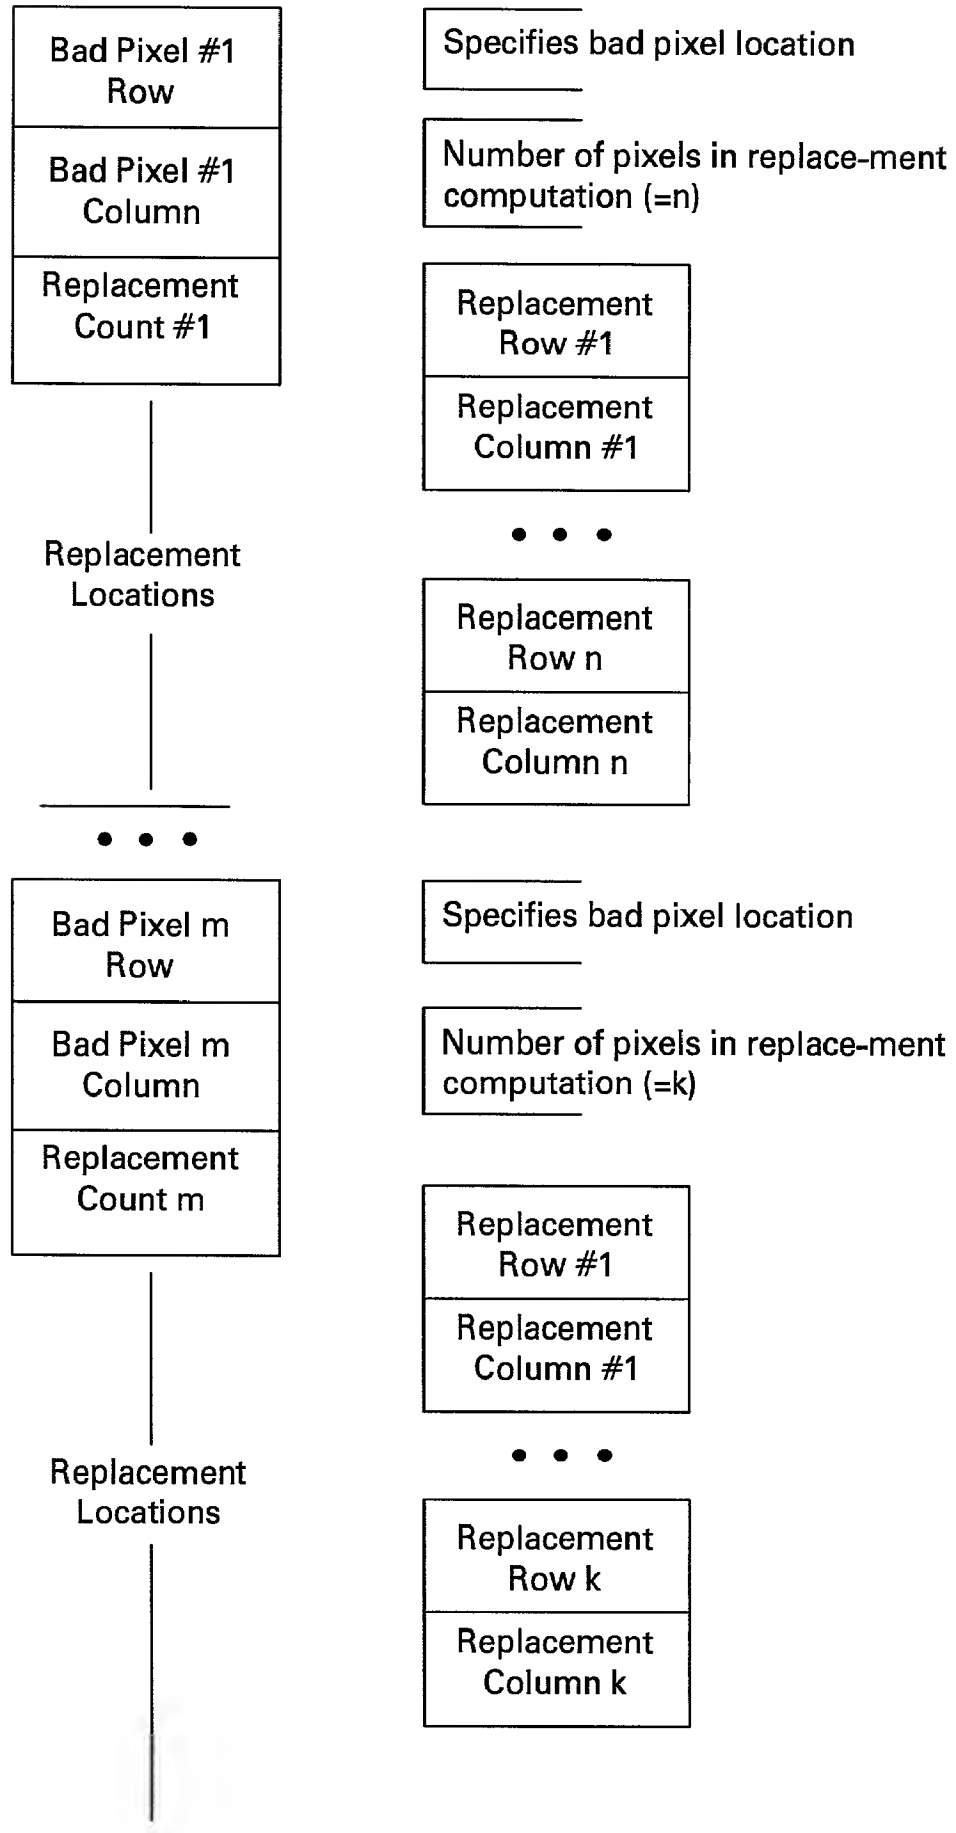 Bad Pixel #1
Row
Specifies bad pixel location
Bad Pixel #1
Column
Number of pixels in replace-ment
computation (=n)
Replacement
Count #1
Replacement
Row #1
Replacement
Column #1
• • •
Replacement
Locations
Replacement
Row n
Replacement
Column n
• • •
Bad Pixel m
Row
Specifies bad pixel location
Bad Pixel m
Column
Number of pixels in replace-ment
computation (=k)
Replacement
Count m
Replacement
Row #1
Replacement
Column #1
• • •
Replacement
Locations
Replacement
Row k
Replacement
Column k